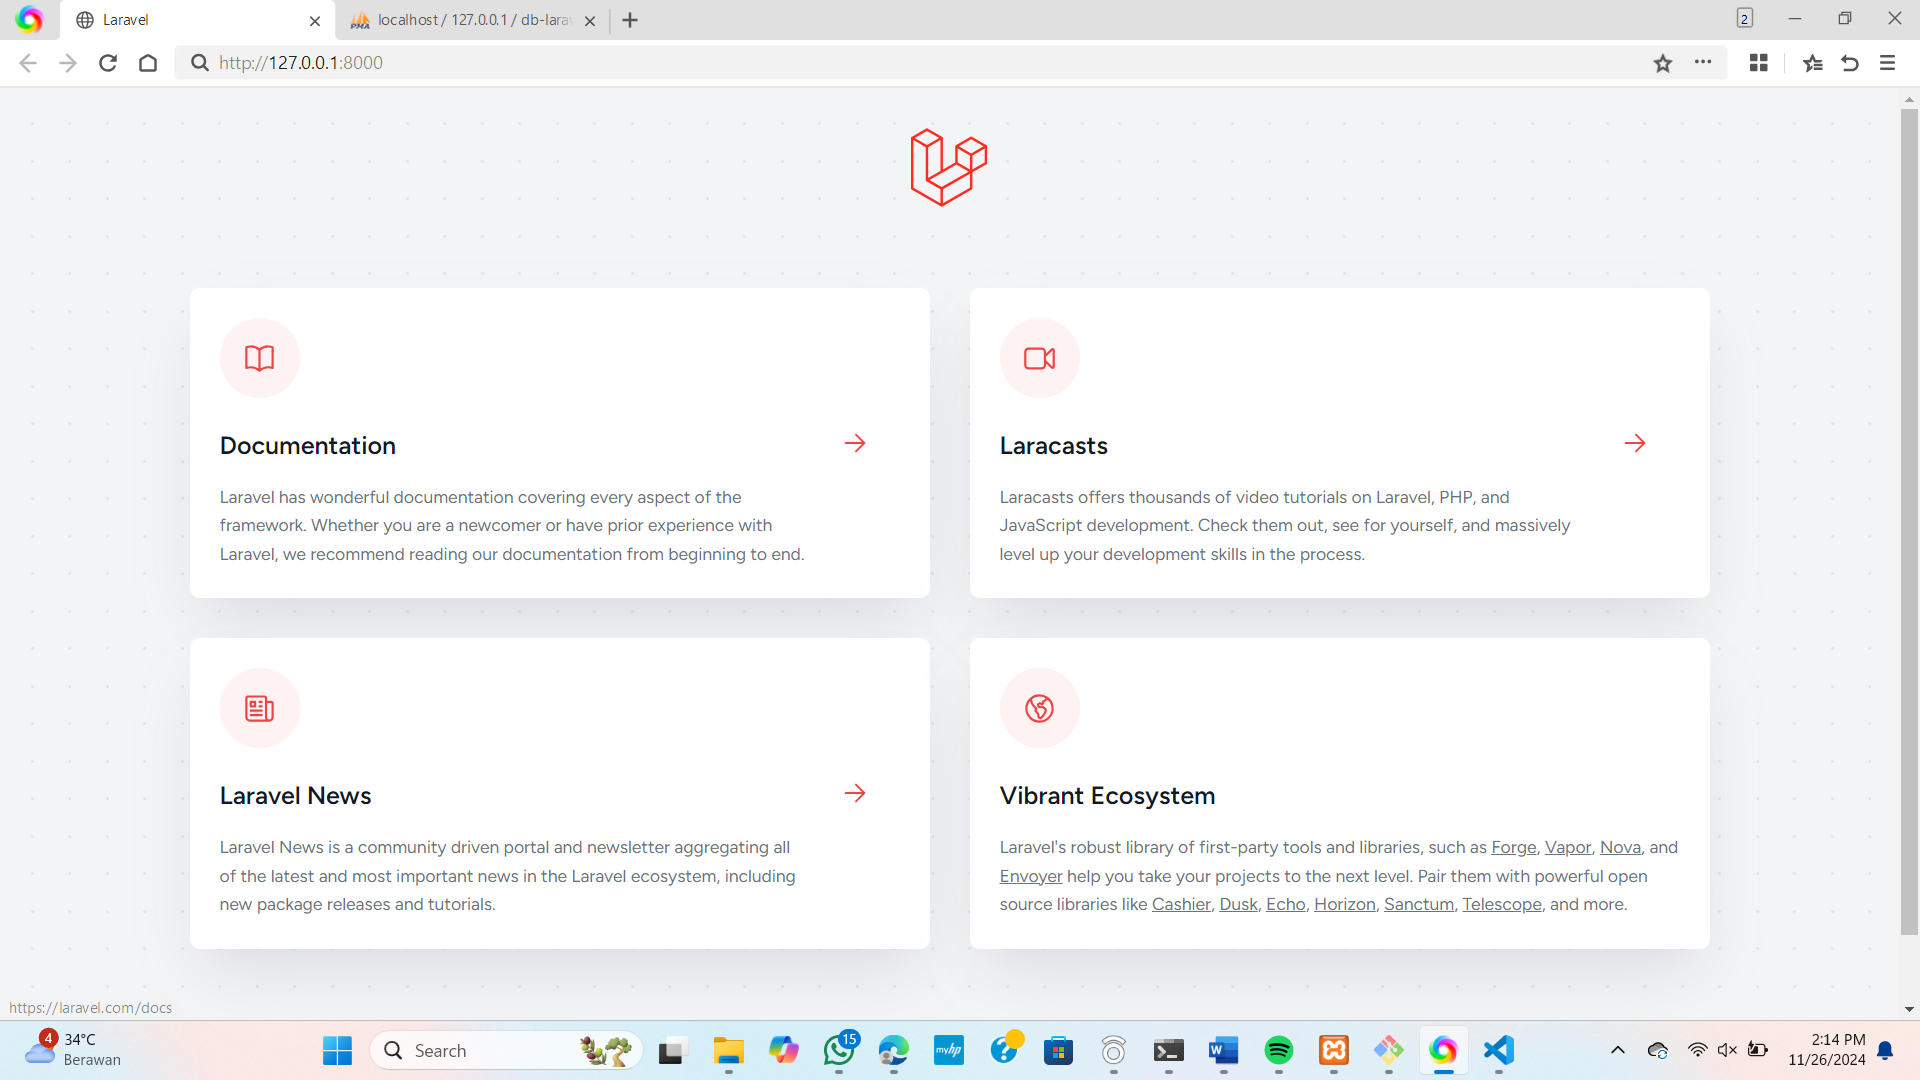 Laravel
PMA
localhost / 127.0.0.1 / db-lara
2
http://127.0.0.1:8000
Documentation
Laravel has wonderful documentation covering every aspect of the
framework. Whether you are a newcomer or have prior experience with
Laravel, we recommend reading our documentation from beginning to end.
Laracasts
Laracasts offers thousands of video tutorials on Laravel, PHP, and
JavaScript development. Check them out, see for yourself, and massively
level up your development skills in the process.
Laravel News
Laravel News is a community driven portal and newsletter aggregating all
of the latest and most important news in the Laravel ecosystem, including
new package releases and tutorials.
Vibrant Ecosystem
Laravel's robust library of first-party tools and libraries, such as Forge, Vapor, Nova, and
Envoyer help you take your projects to the next level. Pair them with powerful open
source libraries like Cashier, Dusk, Echo, Horizon, Sanctum, Telescope, and more.
https://laravel.com/docs
4
34°C
Berawan
Search
15
myhp
?
W
2:14 PM
11/26/2024